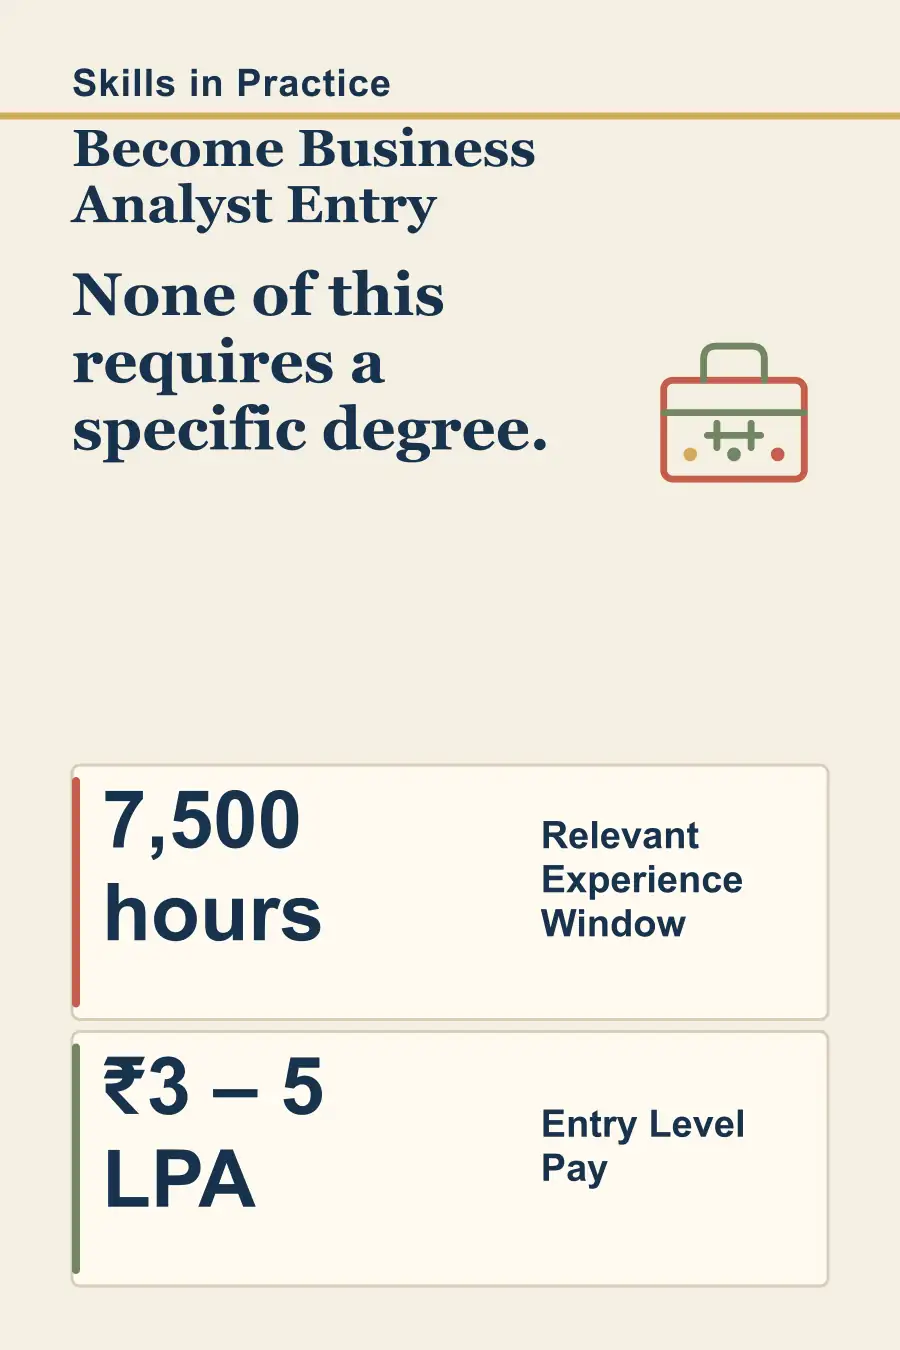 Skills in Practice
Become Business
Analyst Entry
None of this
requires a
specific degree.
7,500
hours
Relevant
Experience
Window
₹3 – 5
LPA
Entry Level
Pay